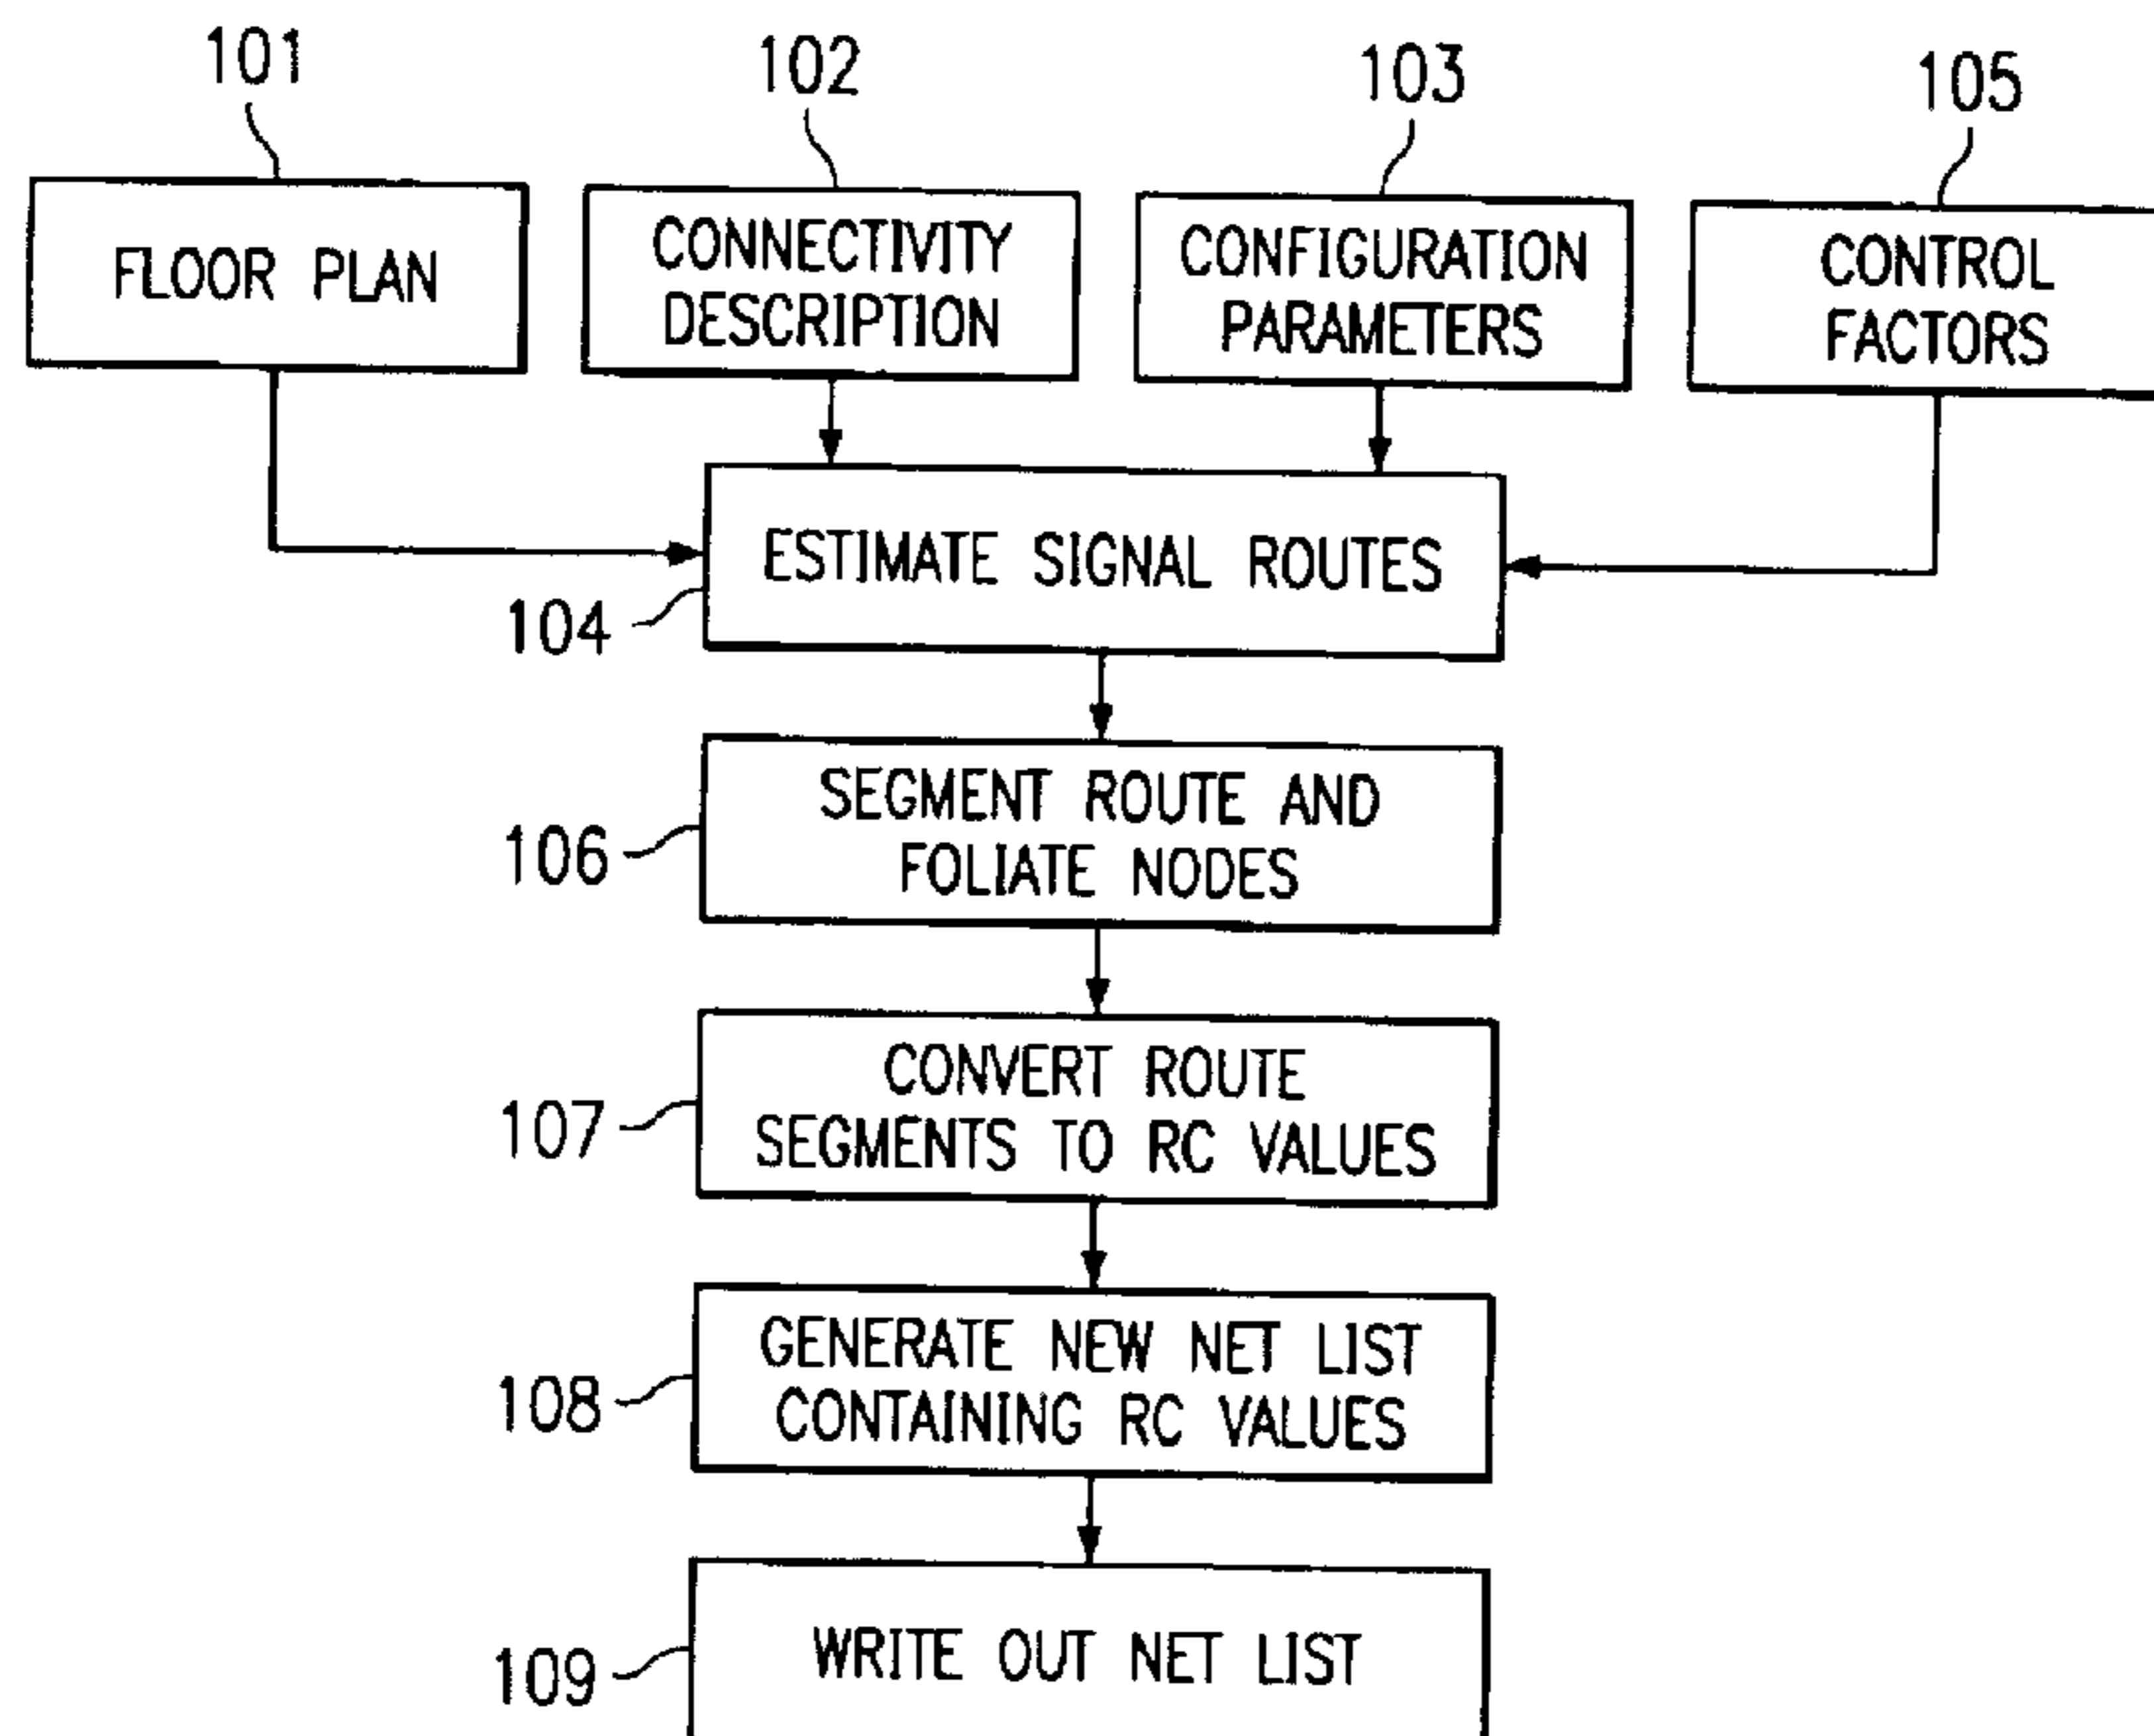 101
102
103
105
FLOOR PLAN
CONNECTIVITY
DESCRIPTION
CONFIGURATION
PARAMETERS
CONTROL
FACTORS
ESTIMATE SIGNAL ROUTES
104
SEGMENT ROUTE AND
FOLIATE NODES
106
CONVERT ROUTE
SEGMENTS TO RC VALUES
107
GENERATE NEW NET LIST
CONTAINING RC VALUES
108
WRITE OUT NET LIST
109